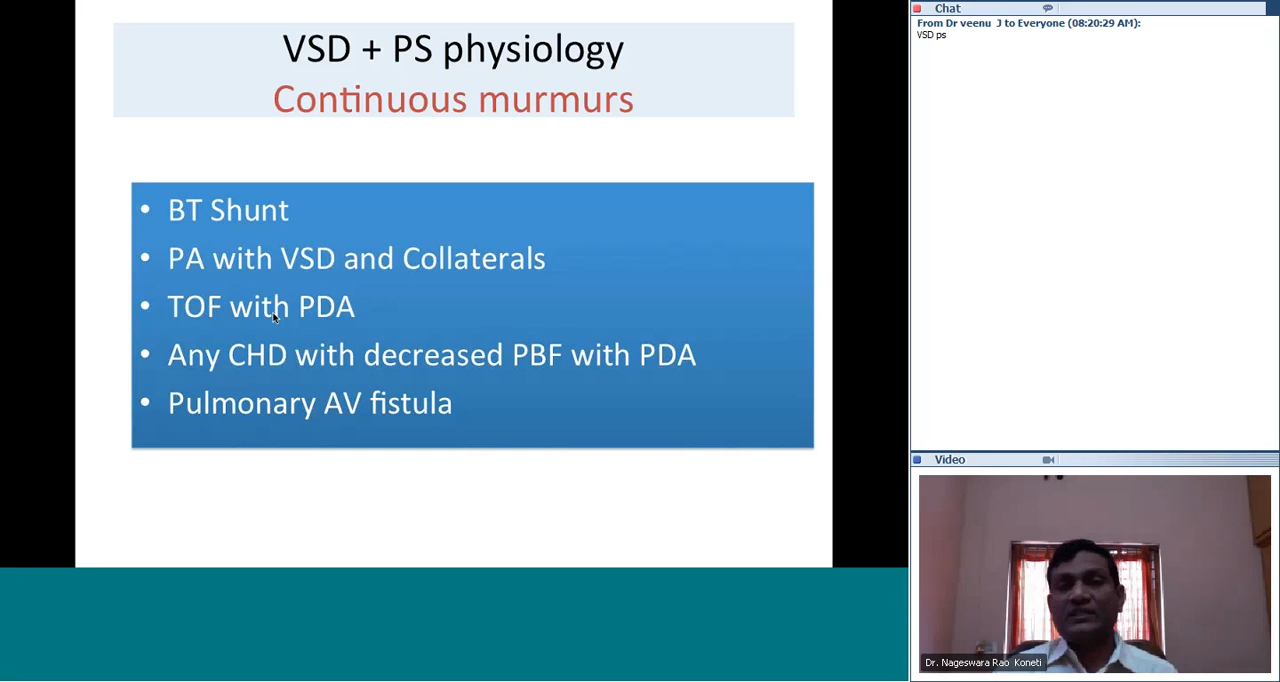 VSD + PS physiology
Continuous murmurs
• BT Shunt
• PA with VSD and Collaterals
• TOF with PDA
• Any CHD with decreased PBF with PDA
• Pulmonary AV fistula
Chat
From Dr veenu J to Everyone (08:20:29 AM):
VSD ps
Video
Dr. Nageswara Rao Koneti